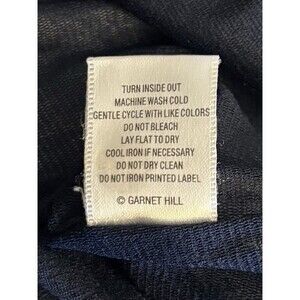 TURN INSIDE OUT
MACHINE WASH COLD
GENTLE CYCLE WITH LIKE COLORS
DO NOT BLEACH
LAY FLAT TO DRY
COOL IRON IF NECESSARY
DO NOT DRY CLEAN
DO NOT IRON PRINTED LABEL
© GARNET HILL